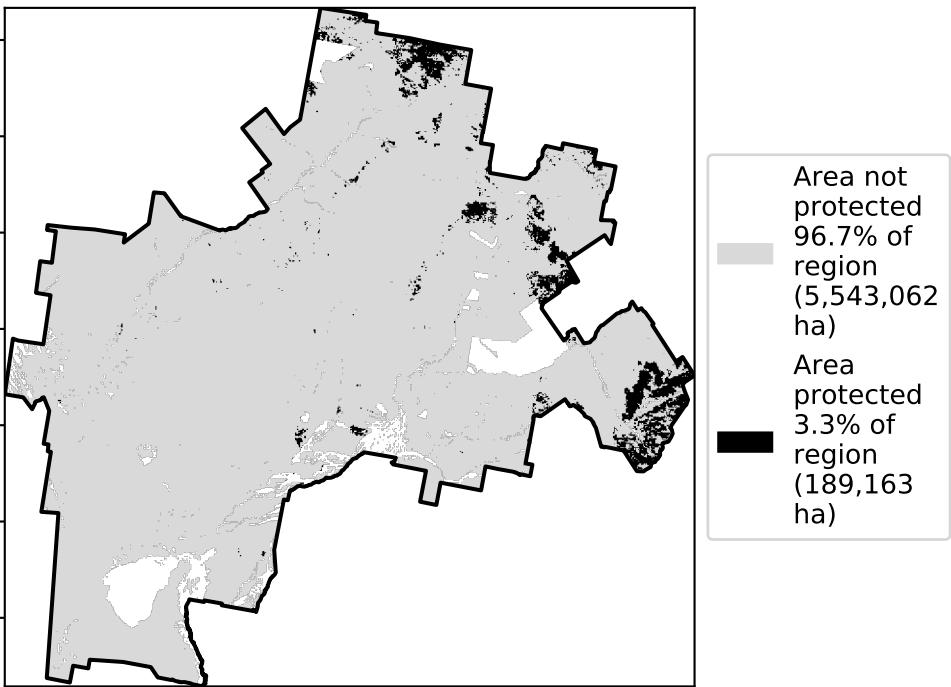 Area not
protected
96.7% of
region
(5,543,062
ha)
Area
protected
3.3% of
region
(189,163
ha)